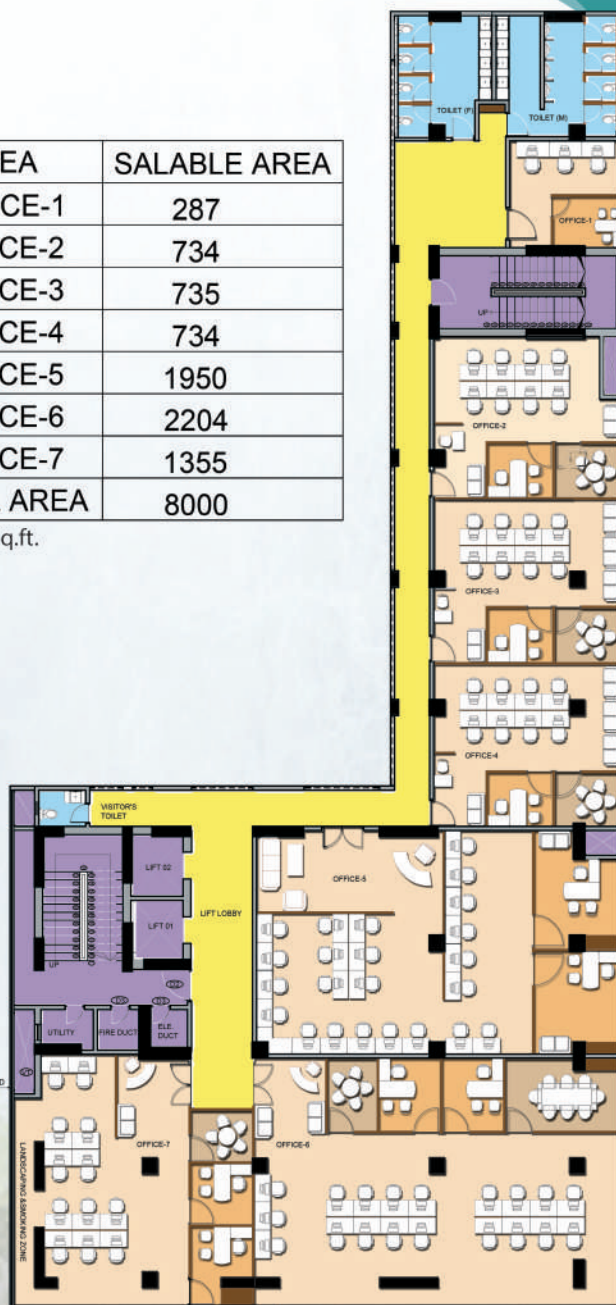 EA SALABLE AREA
CE-1 287
CE-2 734
CE-3 735
CE-4 734
CE-5 1950
CE-6 2204
CE-7 1355
AREA 8000
q.ft.
TOILET (F)
TOILET (M)
OFFICE-1
UP
OFFICE-2
OFFICE-3
OFFICE-4
VISITOR'S
TOILET
LIFT 02
OFFICE-5
LIFT LOBBY
LIFT 01
UP
UTILITY
FIRE DUCT
ELE.
DUCT
OFFICE-7
OFFICE-6
LANDSCAPING &SMOKING ZONE